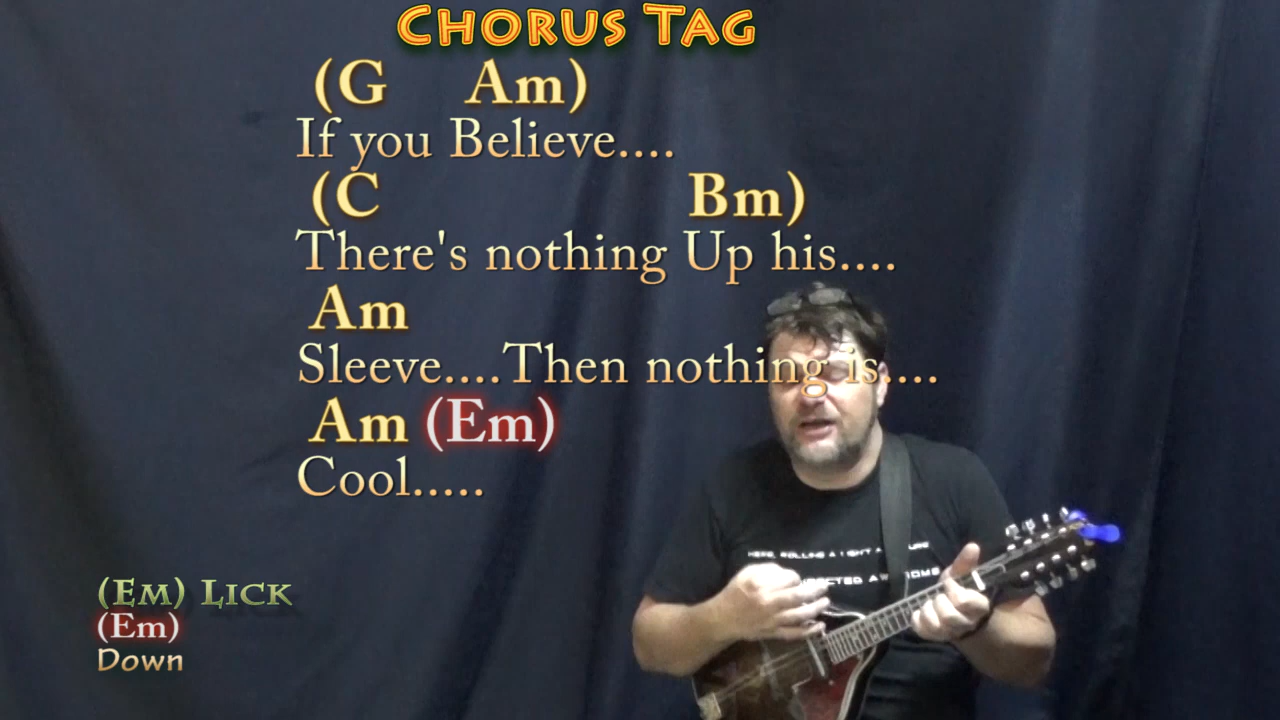 Chorus Tag
(G Am)
If you Believe....
(C Bm)
There's nothing Up his....
Am
Sleeve....Then nothing is....
Am (Em)
Cool.....
(Em) Lick
(Em)
Down